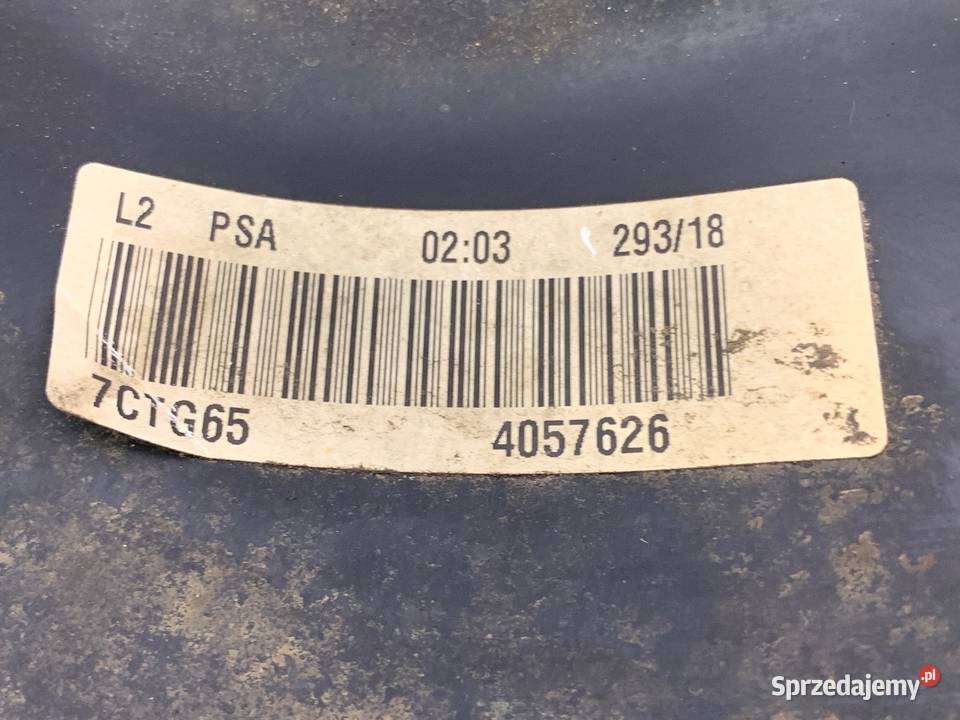 L2 PSA 02:03 293/18
7CTG65 4057626
Sprzedajemy.pl